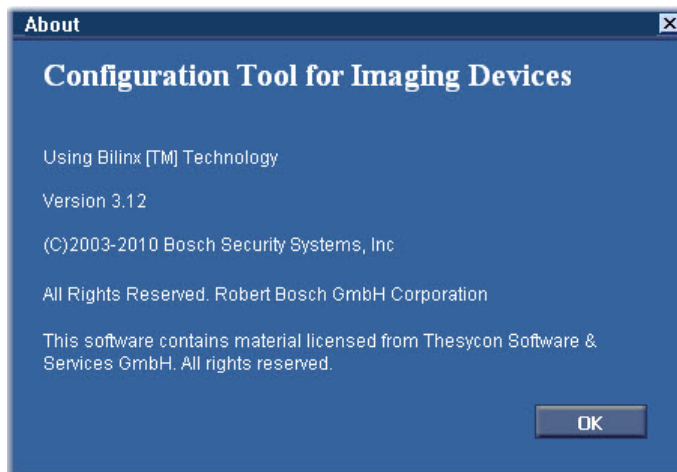 About
Configuration Tool for Imaging Devices
Using Bilinx [TM] Technology
Version 3.12
(C)2003-2010 Bosch Security Systems, Inc
All Rights Reserved. Robert Bosch GmbH Corporation
This software contains material licensed from Thesycon Software &
Services GmbH. All rights reserved.
OK